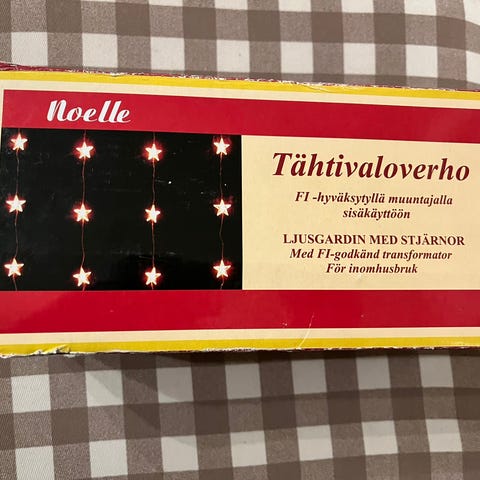 Noelle
Tähtivaloverho
FI -hyväksytyllä muuntajalla
sisäkäyttöön
LJUSGARDIN MED STJÄRNOR
Med FI-godkänd transformator
För inomhusbruk